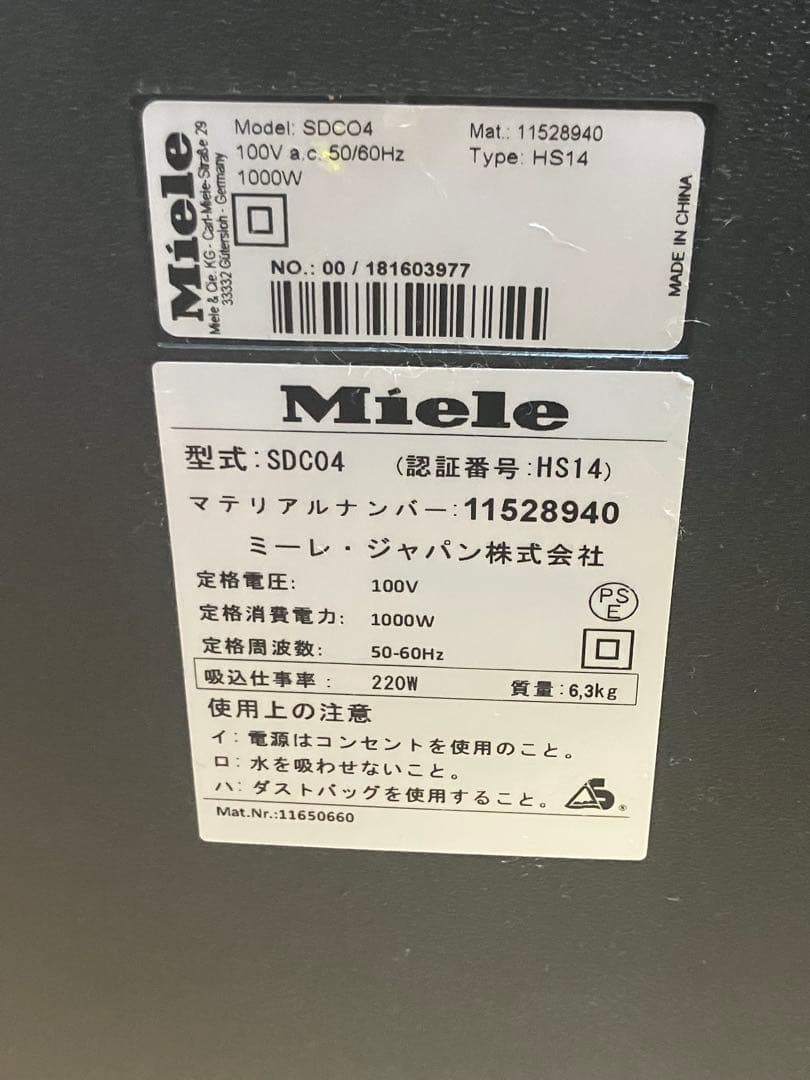 Miele
Miele & Cie. KG - Carl-Miele-Straße 29
33332 Gütersloh - Germany
Model: SDCO4
100V a.c. 50/60Hz
1000W
Mat.: 11528940
Type: HS14
NO.: 00 / 181603977
MADE IN CHINA
Miele
型式:SDC04 (認証番号:HS14)
マテリアルナンバー:11528940
ミーレ・ジャパン株式会社
定格電圧: 100V
定格消費電力: 1000W
定格周波数: 50-60Hz
PS
E
吸込仕事率: 220W 質量:6,3kg
使用上の注意
イ:電源はコンセントを使用のこと。
ロ:水を吸わせないこと。
ハ:ダストバッグを使用すること。
S®
Mat.Nr.:11650660